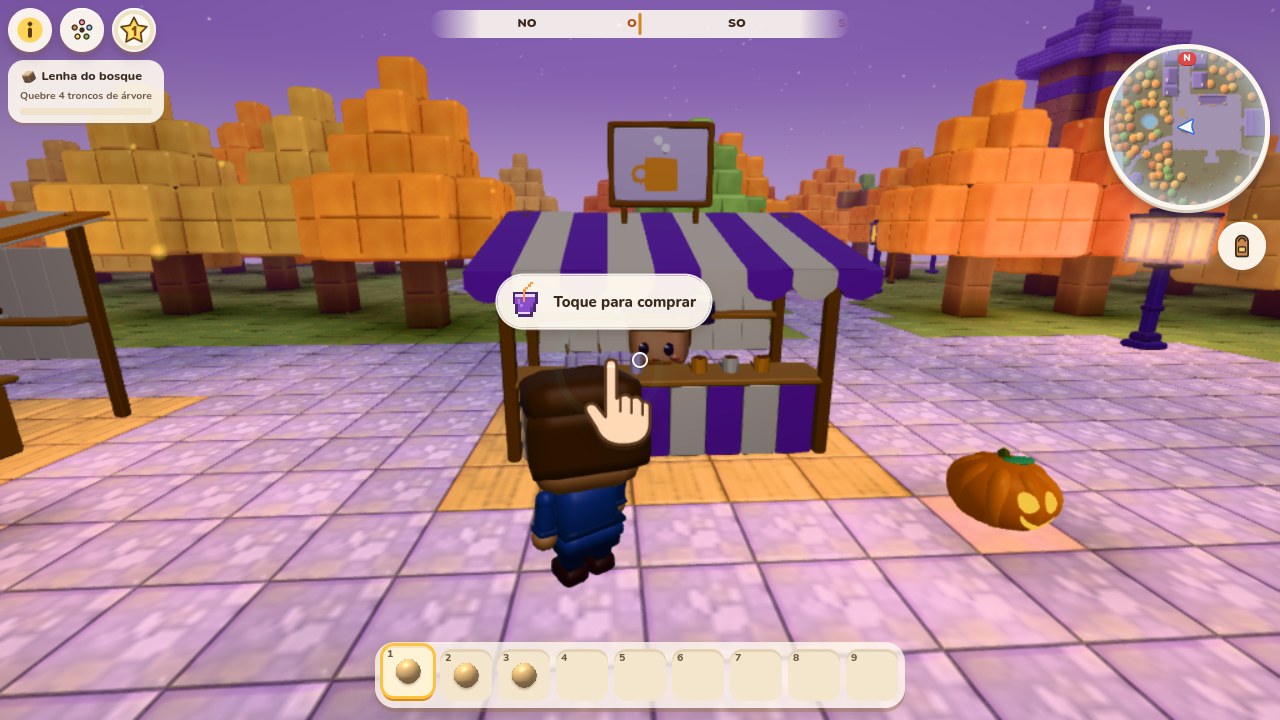 NO
O
SO
S
1
N
Lenha do bosque
Quebre 4 troncos de árvore
Toque para comprar
1
2
3
4
5
6
7
8
9